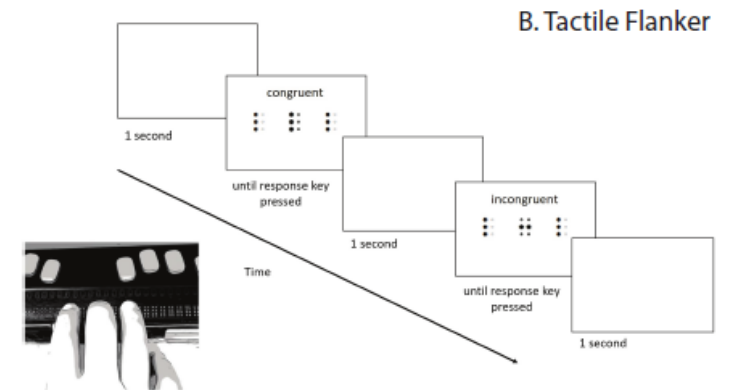 B. Tactile Flanker
congruent
1 second
until response key
pressed
incongruent
1 second
Time
until response key
pressed
1 second